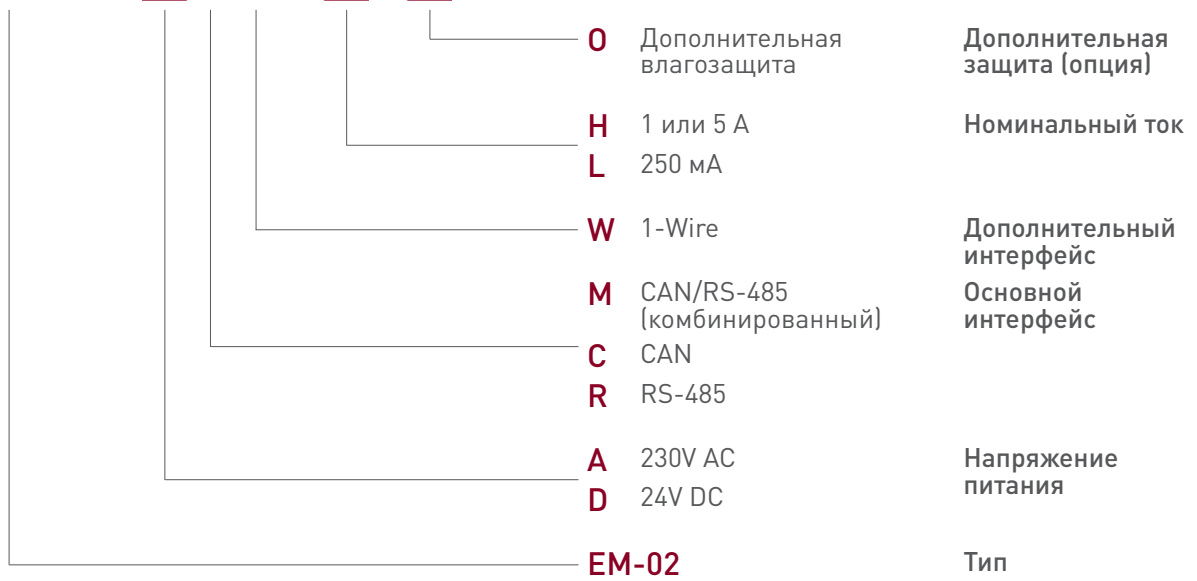 O Дополнительная Дополнительная
влагозащита защита (опция)
H 1 или 5 А Номинальный ток
L 250 мА
W 1-Wire Дополнительный
интерфейс
M CAN/RS-485 Основной
(комбинированный) интерфейс
C CAN
R RS-485
A 230V AC Напряжение
питания
D 24V DC
EM-02 Тип